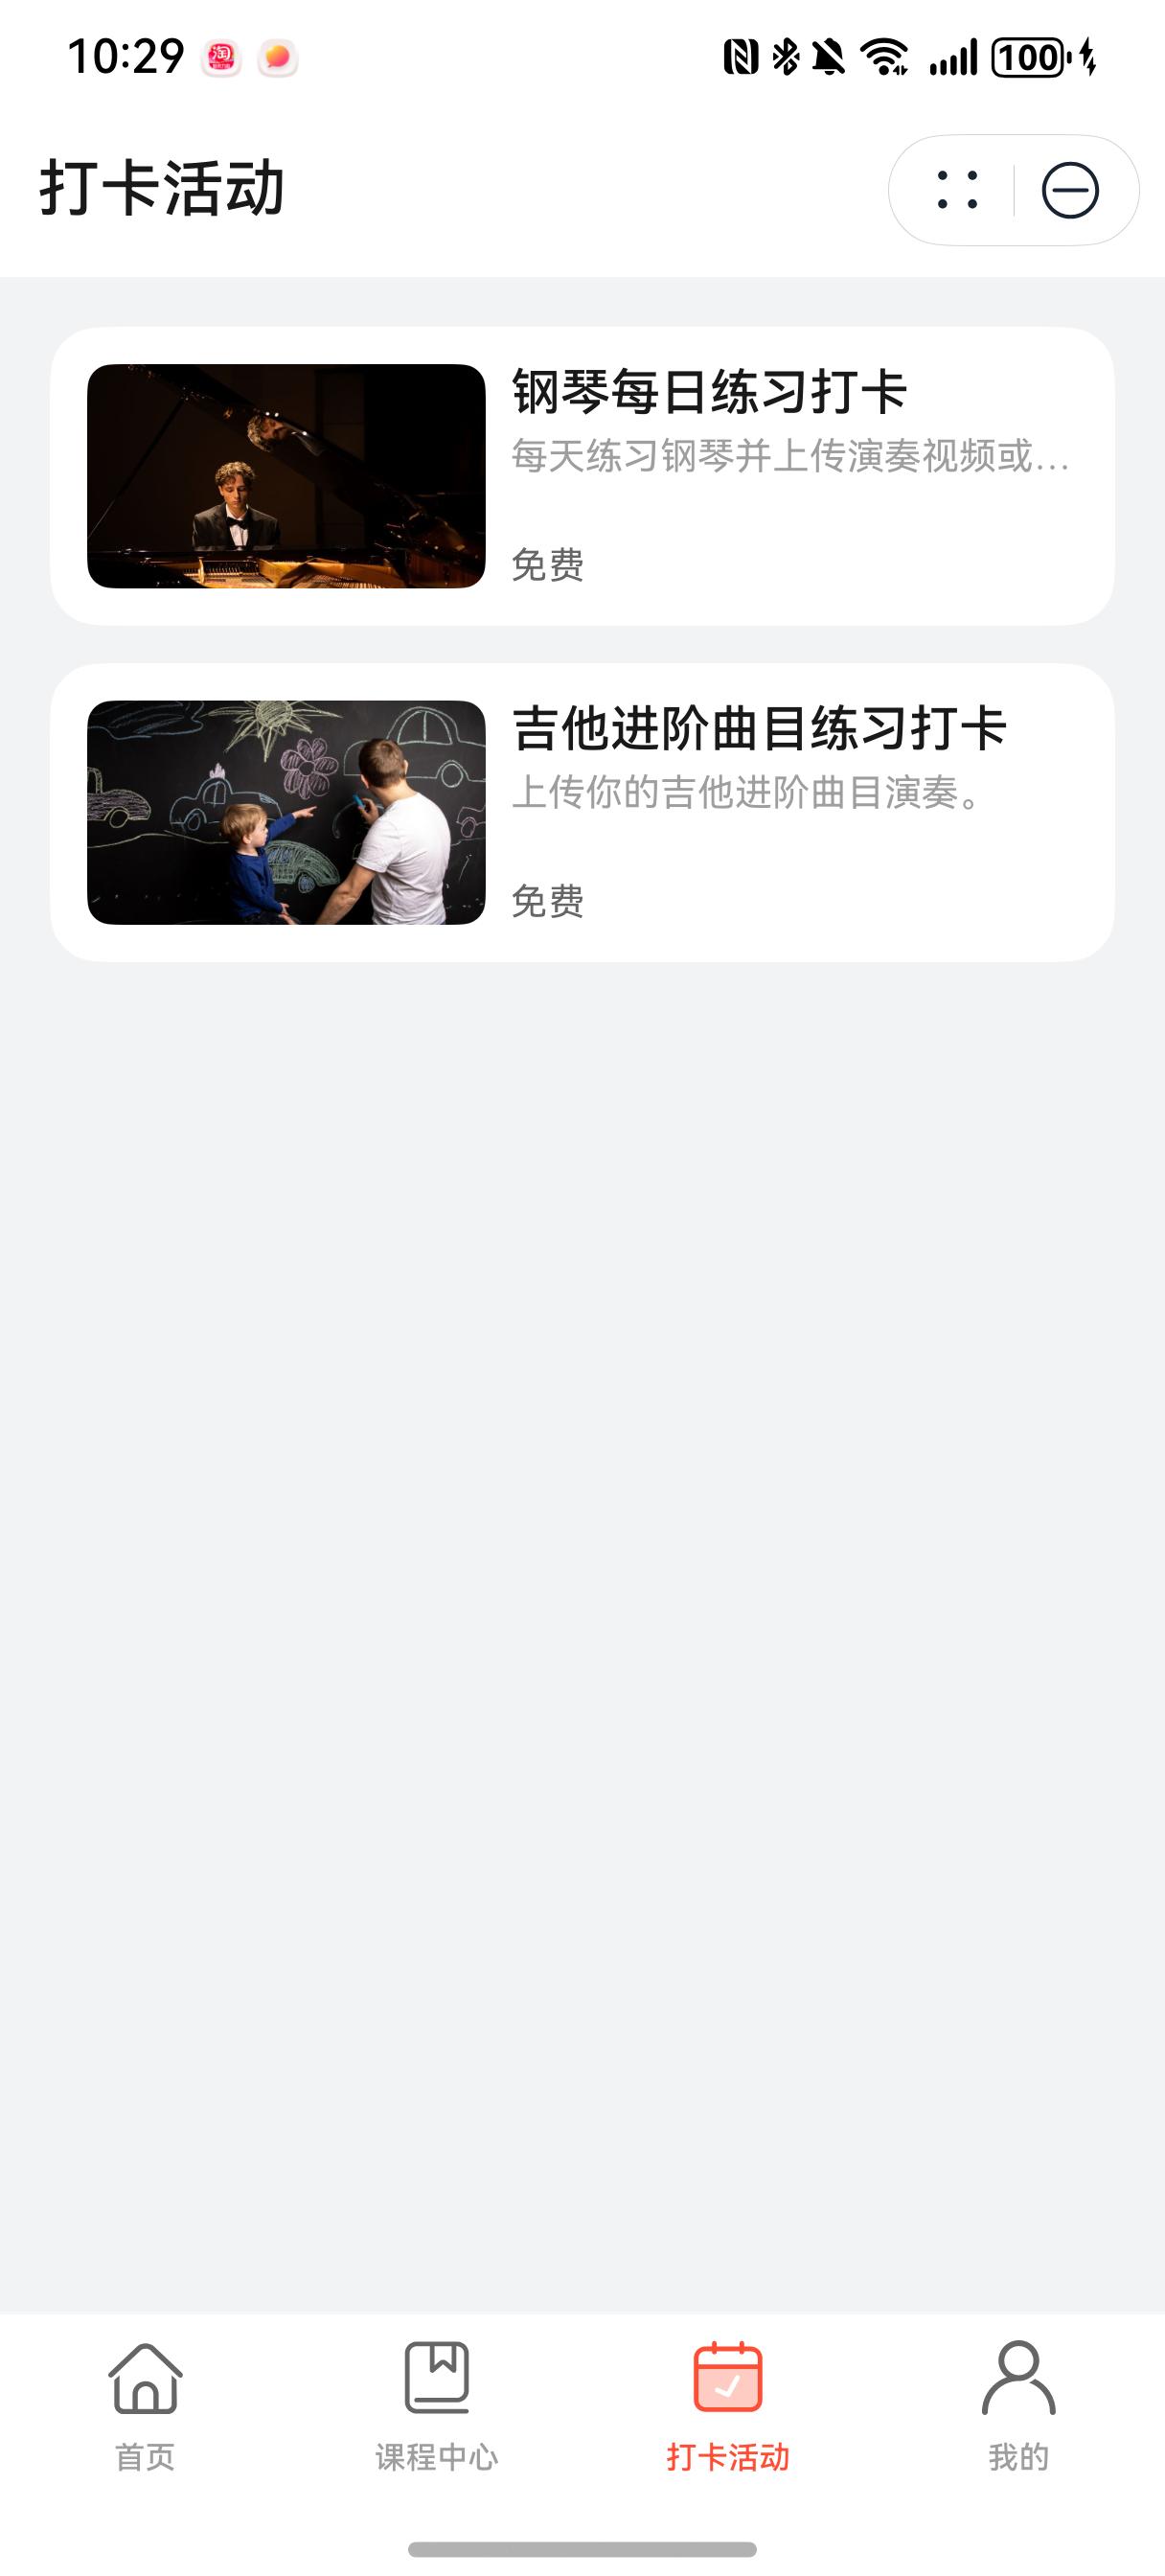 10:29
淘
100
打卡活动
钢琴每日练习打卡
每天练习钢琴并上传演奏视频或...
免费
吉他进阶曲目练习打卡
上传你的吉他进阶曲目演奏。
免费
首页
课程中心
打卡活动
我的